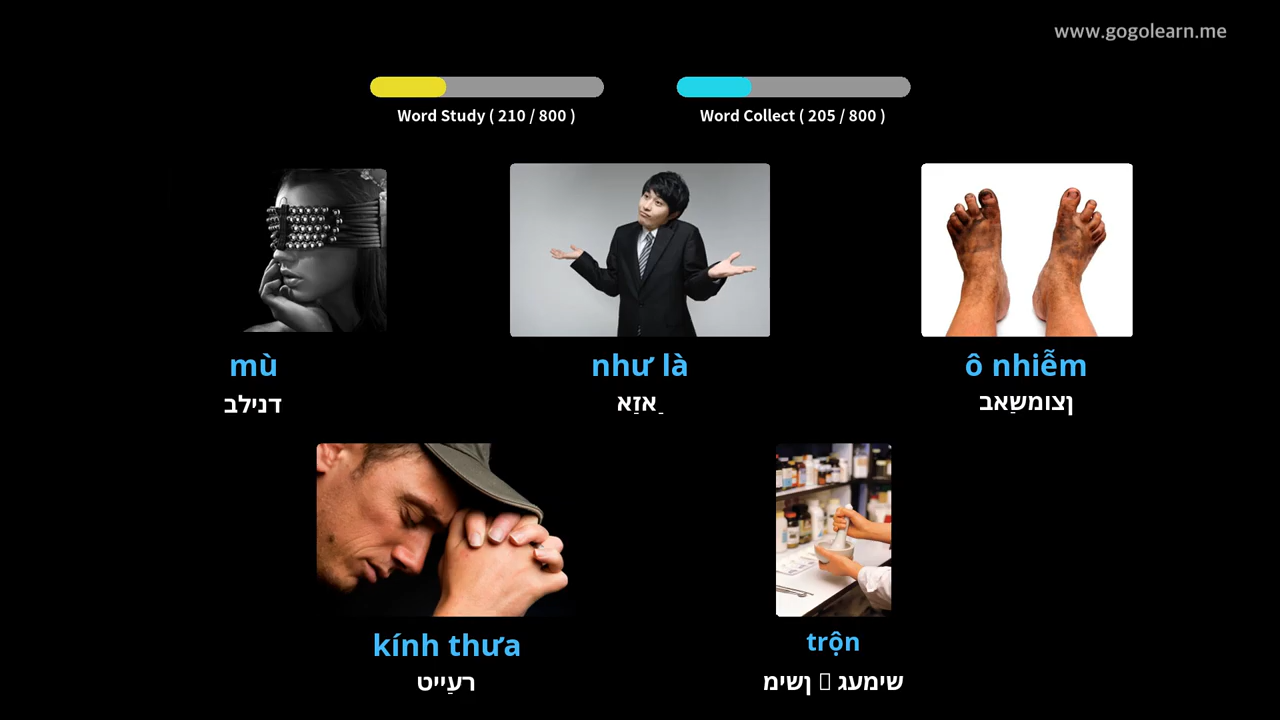 www.gogolearn.me
Word Study ( 210 / 800 )
Word Collect ( 205 / 800 )
mù
như là
ô nhiễm
דנילב
ַאזַא
ןצומשַאב
kính thưa
trộn
רעַייט
שימעג ןשימ